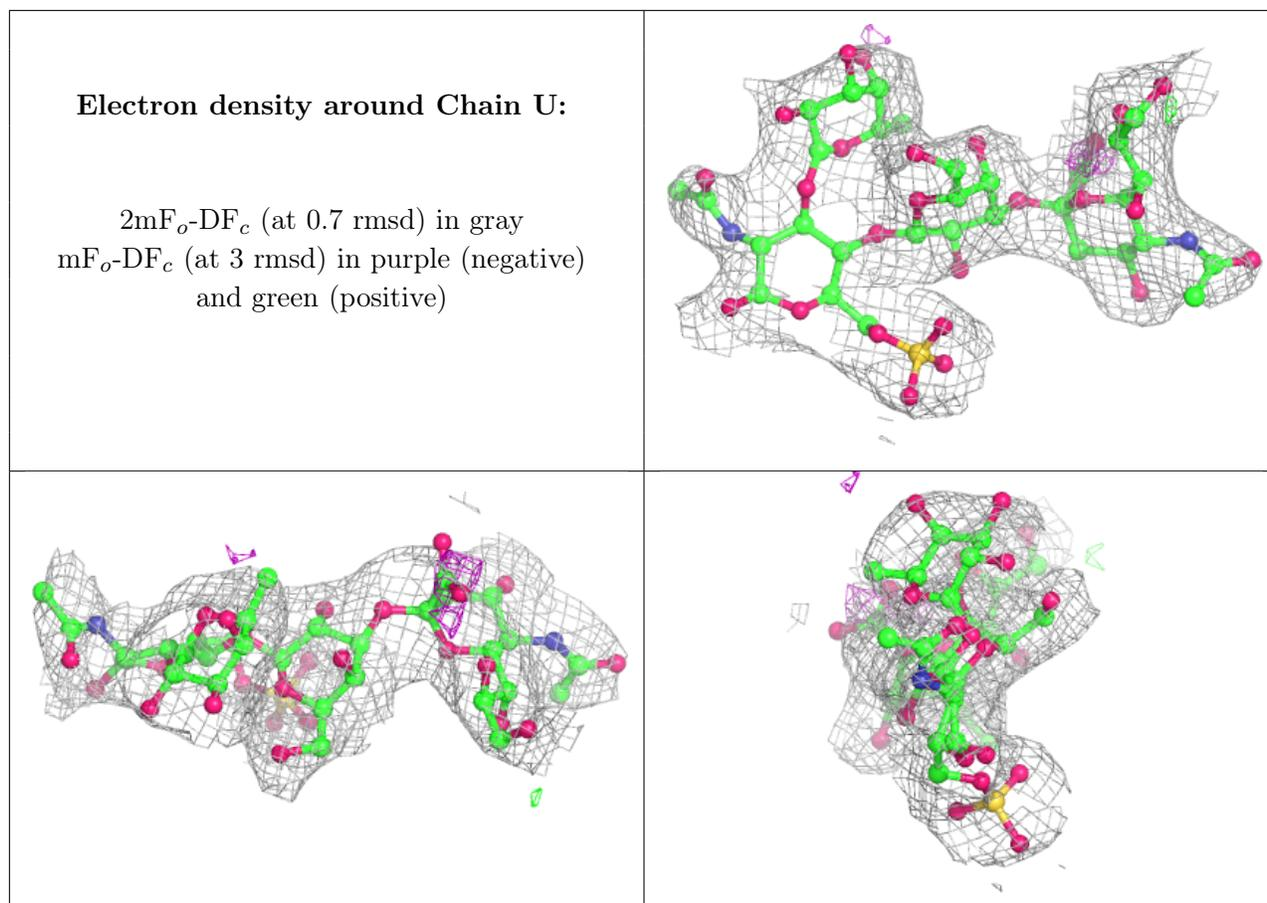 Electron density around Chain U:
2mFo-DFc (at 0.7 rmsd) in gray
mFo-DFc (at 3 rmsd) in purple (negative)
and green (positive)